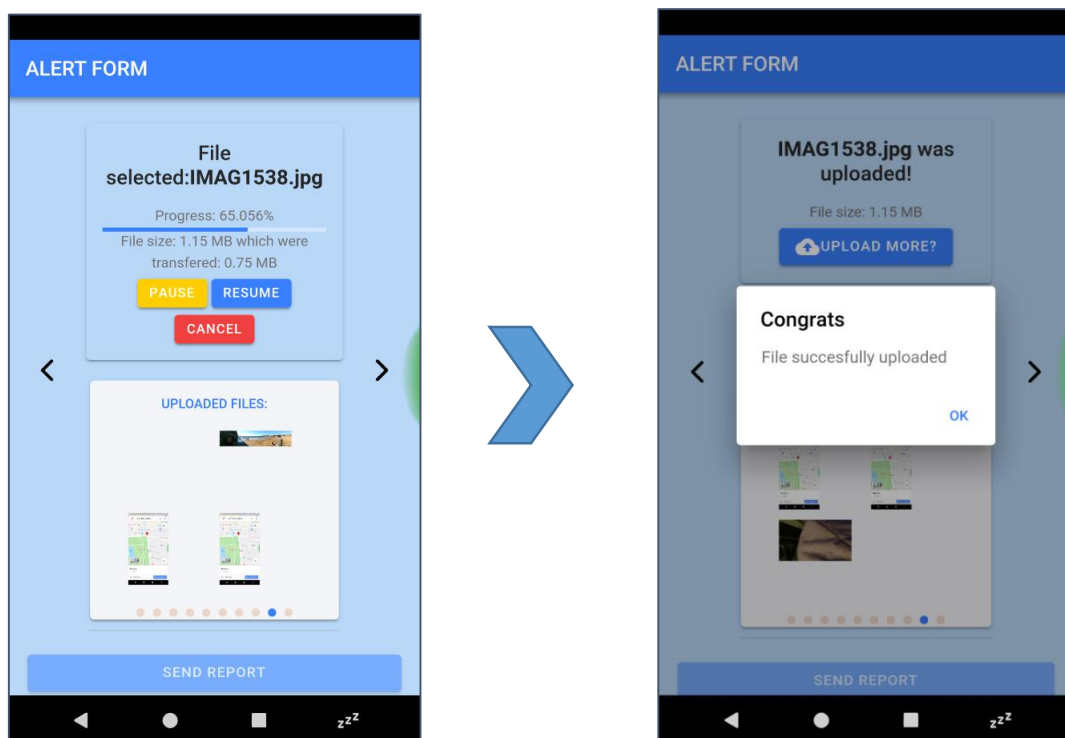 ALERT FORM
File
selected:IMAG1538.jpg
Progress: 65.056%
File size: 1.15 MB which were
transfered: 0.75 MB
PAUSE
RESUME
CANCEL
UPLOADED FILES:
SEND REPORT
zzz
ALERT FORM
IMAG1538.jpg was
uploaded!
File size: 1.15 MB
UPLOAD MORE?
Congrats
File succesfully uploaded
OK
SEND REPORT
zzz